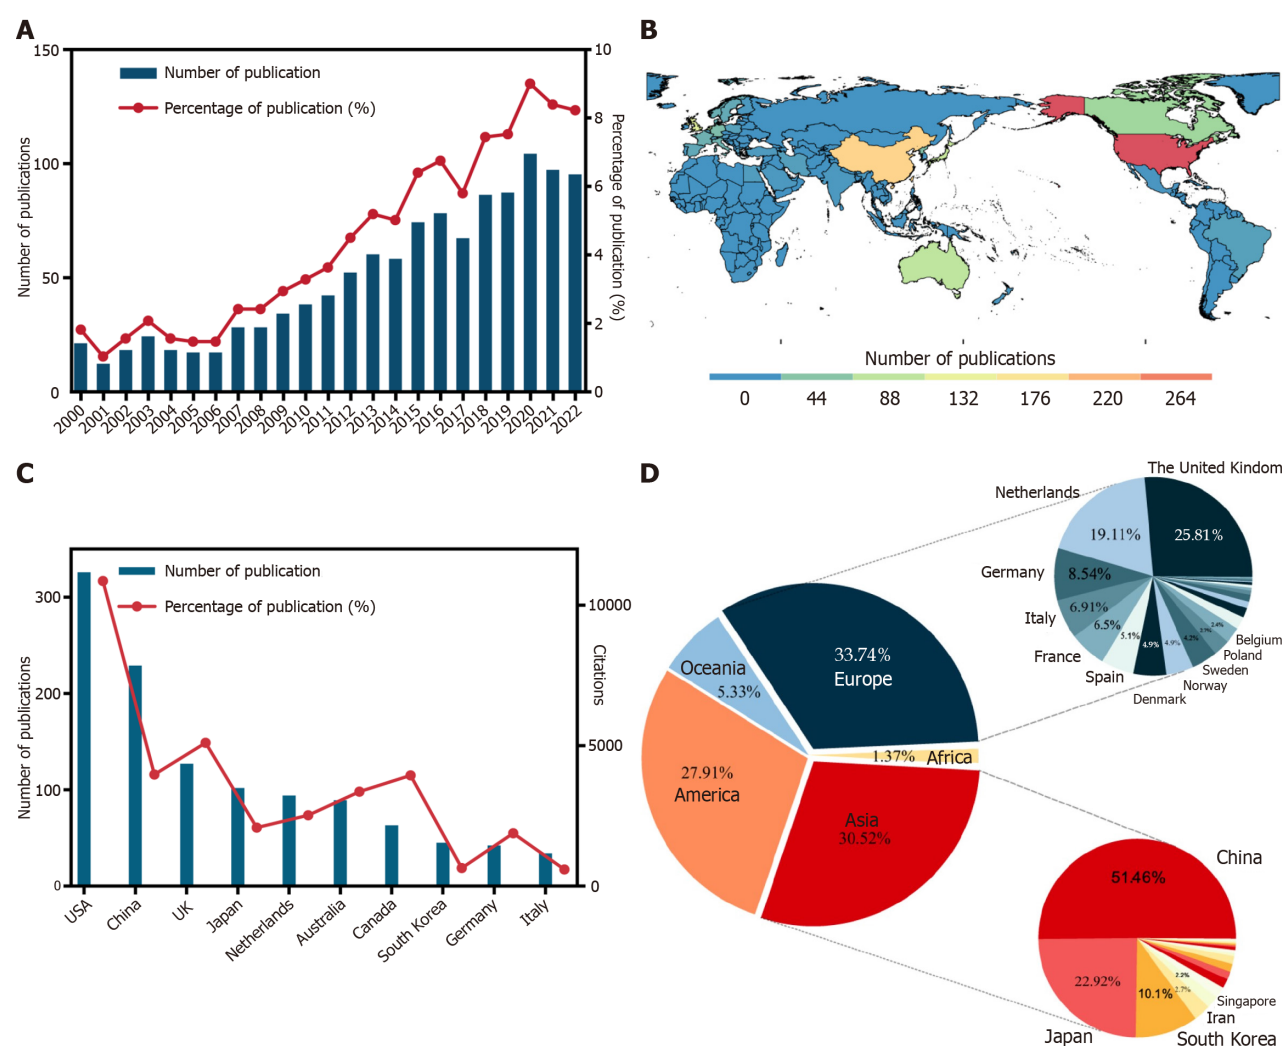 A
150
100
50
0
Number of publications
Number of publication
Percentage of publication (%)
10
8
6
4
2
0
Percentage of publication (%)
2000
2001
2002
2003
2004
2005
2006
2007
2008
2009
2010
2011
2012
2013
2014
2015
2016
2017
2018
2019
2020
2021
2022
B
Number of publications
0 44 88 132 176 220 264
C
300
200
100
0
Number of publications
Number of publication
Percentage of publication (%)
10000
5000
0
Citations
USA
China
UK
Japan
Netherlands
Australia
Canada
South Korea
Germany
Italy
D
The United Kindom
Netherlands
19.11%
25.81%
Germany
8.54%
Italy
6.91%
6.5%
5.1%
4.9%
4.9%
4.2%
2.4%
France
Spain
Denmark
Norway
Sweden
Poland
Belgium
33.74%
Europe
Oceania
5.33%
1.37%
Africa
27.91%
America
Asia
30.52%
China
51.46%
22.92%
10.1%
2.7%
2.2%
Singapore
Iran
South Korea
Japan